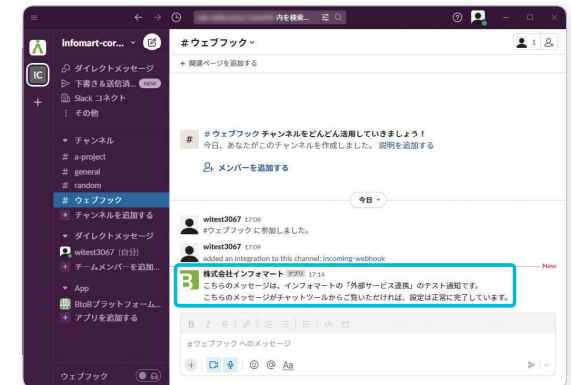 内を検索...
infomart-cor...
IC
ダイレクトメッセージ
下書き&送信済... NEW
Slack コネクト
その他
チャンネル
# a-project
# general
# random
# ウェブフック
+ チャンネルを追加する
ダイレクトメッセージ
witest3067 (自分)
+ チームメンバーを追加...
App
BtoBプラットフォーム...
+ アプリを追加する
ウェブフック
# ウェブフック
1
+ 関連ページを追加する
# # ウェブフック チャンネルをどんどん活用していきましょう！
今日、あなたがこのチャンネルを作成しました。 説明を追加する
メンバーを追加する
今日
witest3067 17:08
#ウェブフック に参加しました。
witest3067 17:09
added an integration to this channel: incoming-webhook
New
株式会社インフォマート アプリ 17:14
こちらのメッセージは、インフォマートの「外部サービス連携」のテスト通知です。
こちらのメッセージがチャットツールからご覧いただければ、設定は正常に完了しています。
B I S
#ウェブフック へのメッセージ
+ @ Aa